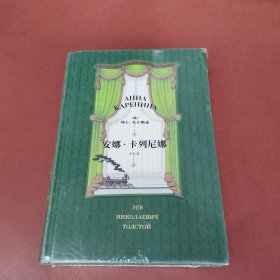 АННА
КАРЕНИНА
安娜·卡列尼娜
ЛЕВ
НИКОЛАЕВИЧ
ТОЛСТОЙ